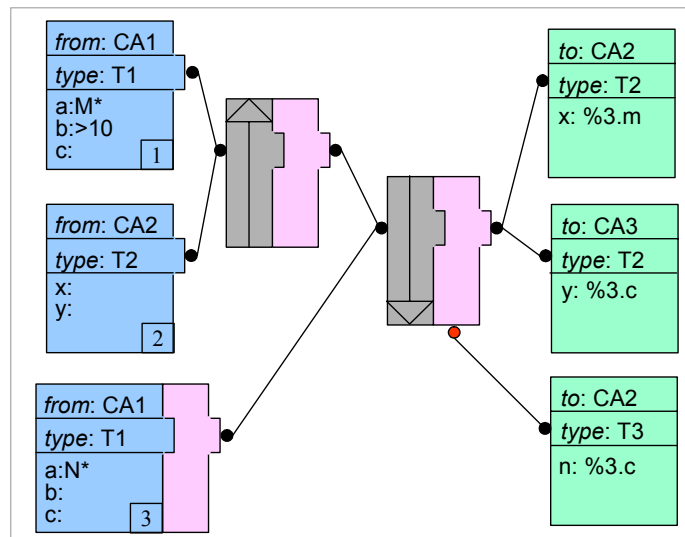 from: CA1
type: T1
a:M*
b:>10
c:
1
from: CA2
type: T2
x:
y:
2
from: CA1
type: T1
a:N*
b:
c:
3
to: CA2
type: T2
x: %3.m
to: CA3
type: T2
y: %3.c
to: CA2
type: T3
n: %3.c